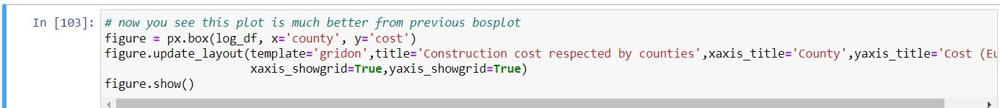 In [103]: # now you see this plot is much better from previous bosplot
figure = px.box(log_df, x='county', y='cost')
figure.update_layout(template='gridon',title='Construction cost respected by counties',xaxis_title='County',yaxis_title='Cost (Eu
xaxis_showgrid=True,yaxis_showgrid=True)
figure.show()